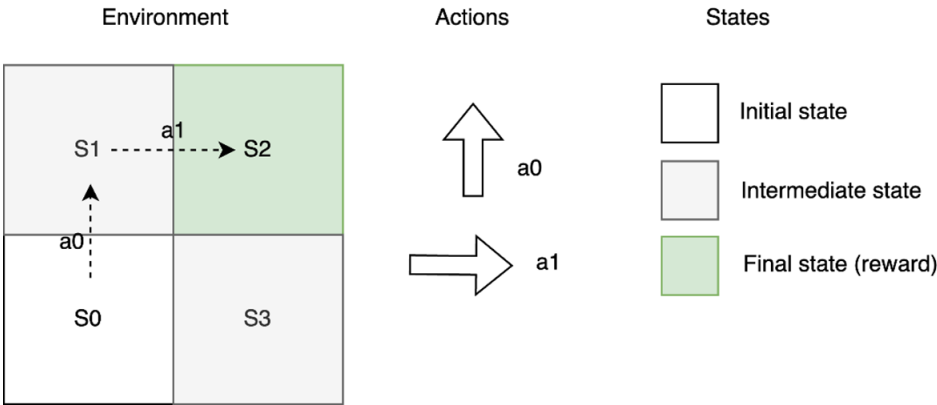 Environment
Actions
States
S1
a1
S2
a0
S0
S3
a0
a1
Initial state
Intermediate state
Final state (reward)